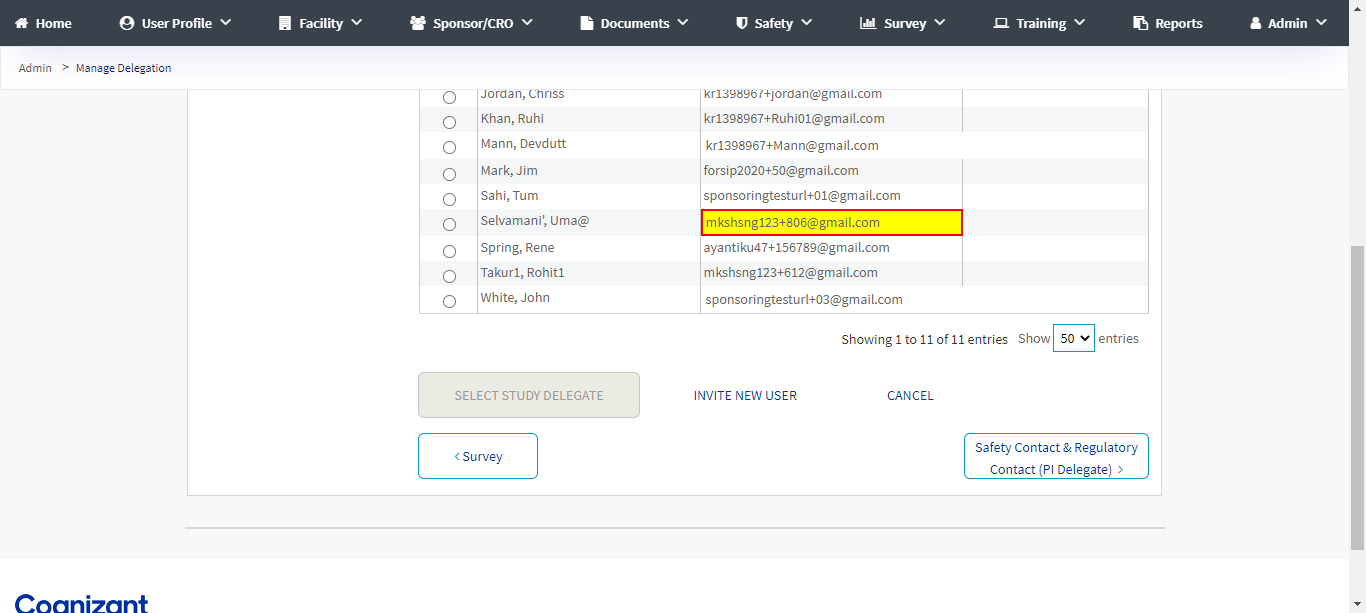 Home User Profile Facility Sponsor/CRO Documents Safety Survey Training Reports Admin
Admin > Manage Delegation
Jordan, Chriss kr1398967+jordan@gmail.com
Khan, Ruhi kr1398967+Ruhi01@gmail.com
Mann, Devdutt kr1398967+Mann@gmail.com
Mark, Jim forsip2020+50@gmail.com
Sahi, Tum sponsoringtesturl+01@gmail.com
Selvamani', Uma@ mkshsng123+806@gmail.com
Spring, Rene ayantiku47+156789@gmail.com
Takur1, Rohit1 mkshsng123+612@gmail.com
White, John sponsoringtesturl+03@gmail.com
Showing 1 to 11 of 11 entries Show 50 entries
SELECT STUDY DELEGATE INVITE NEW USER CANCEL
< Survey
Safety Contact & Regulatory
Contact (PI Delegate) >
Cognizant